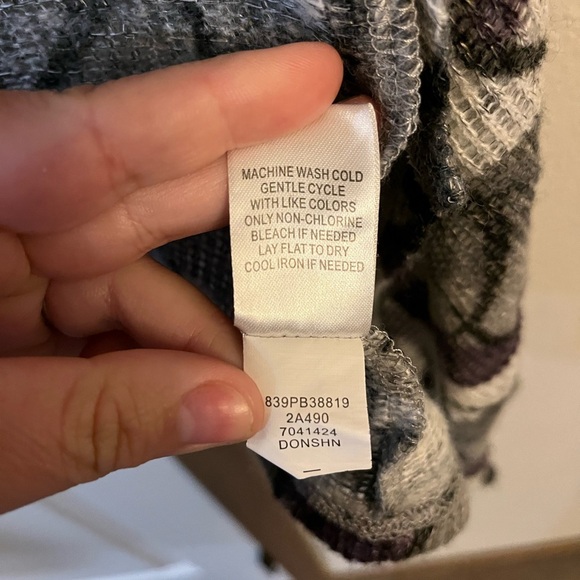 MACHINE WASH COLD
GENTLE CYCLE
WITH LIKE COLORS
ONLY NON-CHLORINE
BLEACH IF NEEDED
LAY FLAT TO DRY
COOL IRON IF NEEDED
839PB38819
2A490
7041424
DONSHN